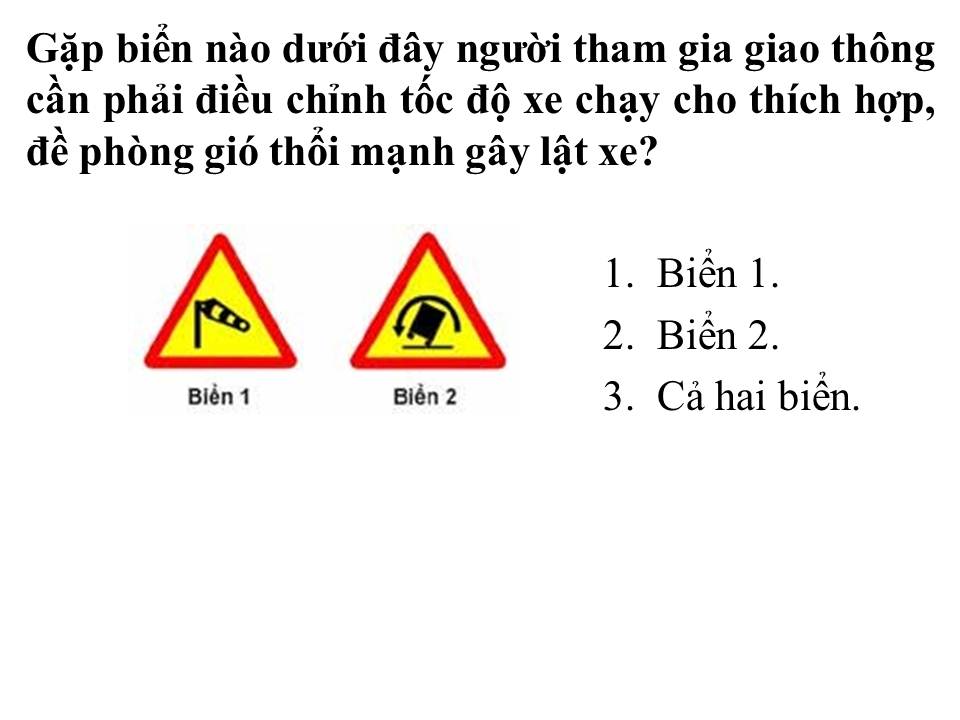 Gặp biển nào dưới đây người tham gia giao thông
cần phải điều chỉnh tốc độ xe chạy cho thích hợp,
đề phòng gió thổi mạnh gây lật xe?
1. Biển 1.
2. Biển 2.
3. Cả hai biển.
Biển 1
Biển 2